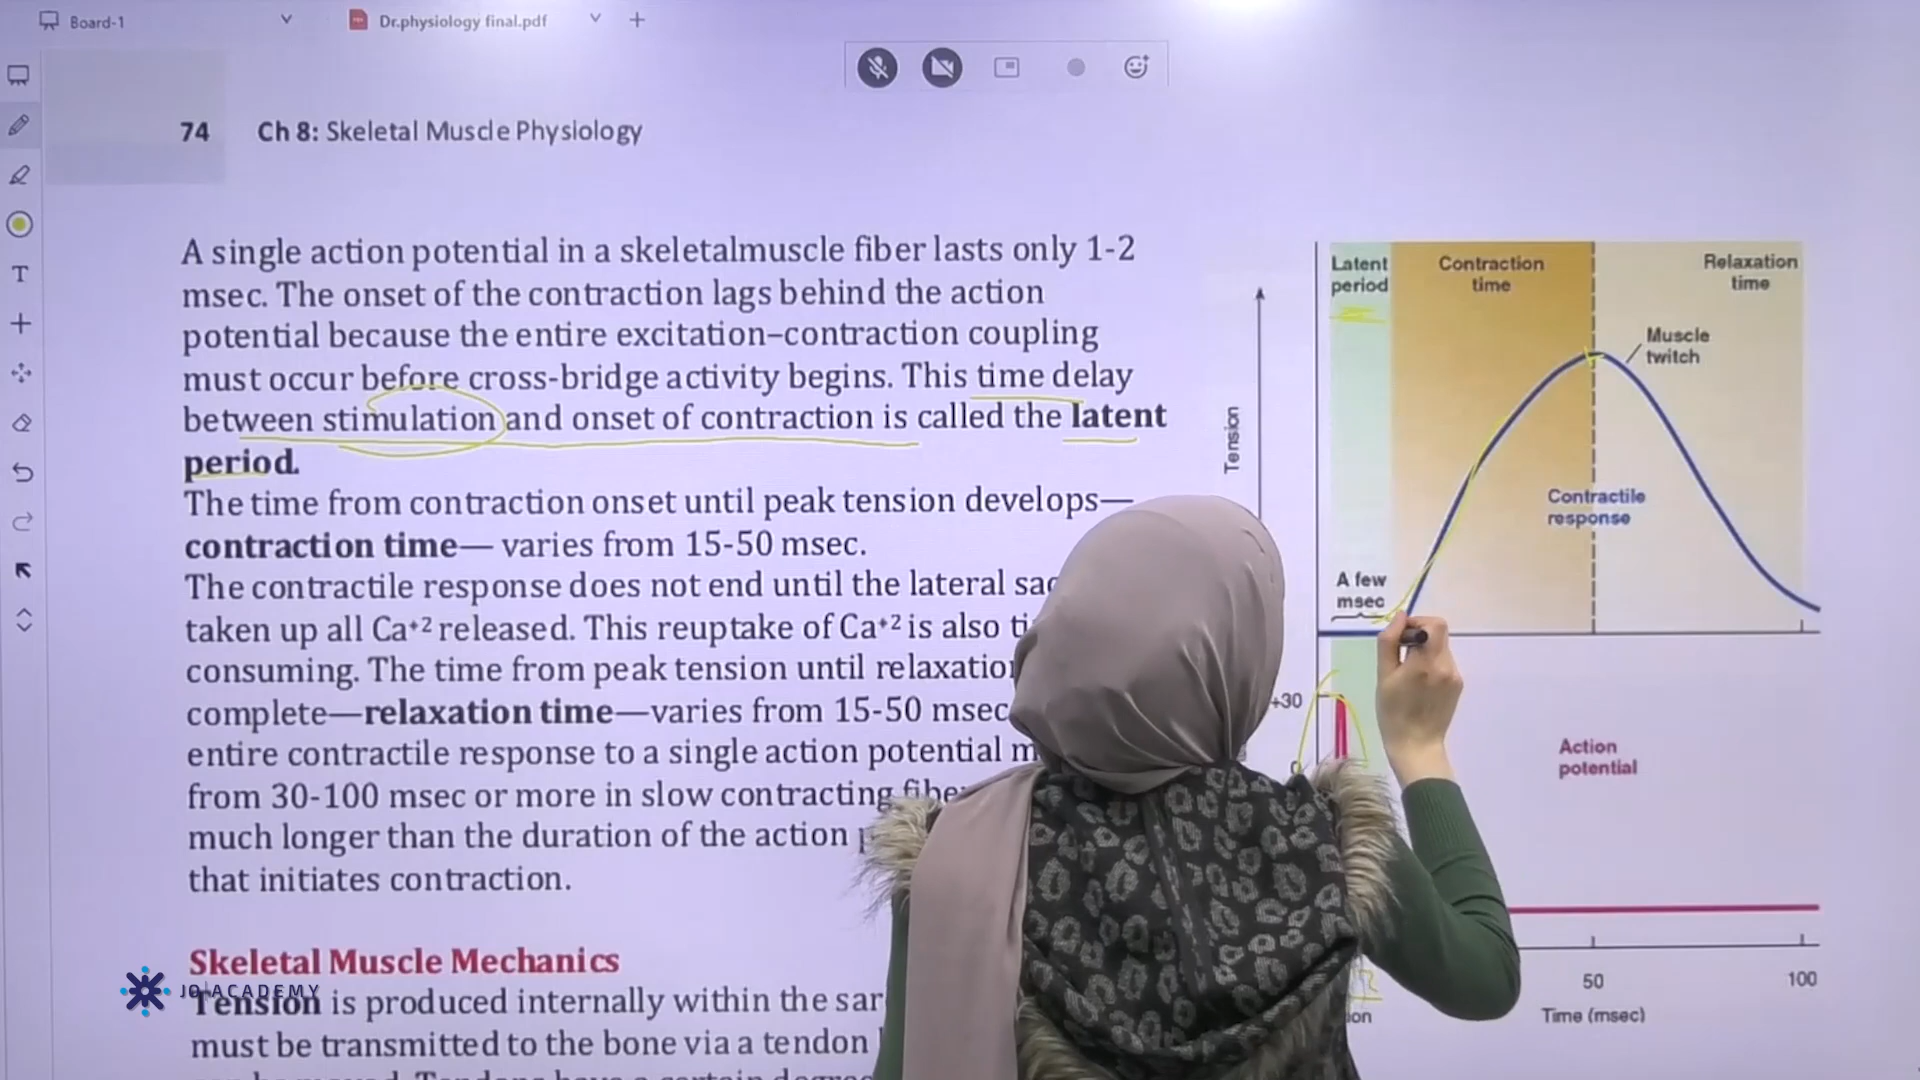 Board-1
Dr.physiology final.pdf
74 Ch 8: Skeletal Muscle Physiology
A single action potential in a skeletalmuscle fiber lasts only 1-2
msec. The onset of the contraction lags behind the action
potential because the entire excitation–contraction coupling
must occur before cross-bridge activity begins. This time delay
between stimulation and onset of contraction is called the latent
period.
The time from contraction onset until peak tension develops—
contraction time— varies from 15-50 msec.
The contractile response does not end until the lateral sac
taken up all Ca+2 released. This reuptake of Ca+2 is also
consuming. The time from peak tension until
complete—relaxation time—varies from 15-50 msec
entire contractile response to a single action potential
from 30-100 msec or more in slow contracting
much longer than the duration of the action
that initiates contraction.
Skeletal Muscle Mechanics
Tension is produced internally within the
must be transmitted to the bone via a tendon
JO ACADEMY
Latent
period
Contraction
time
Relaxation
time
Muscle
twitch
Tension
Contractile
response
A few
msec
+30
0
Action
potential
50
100
Time (msec)